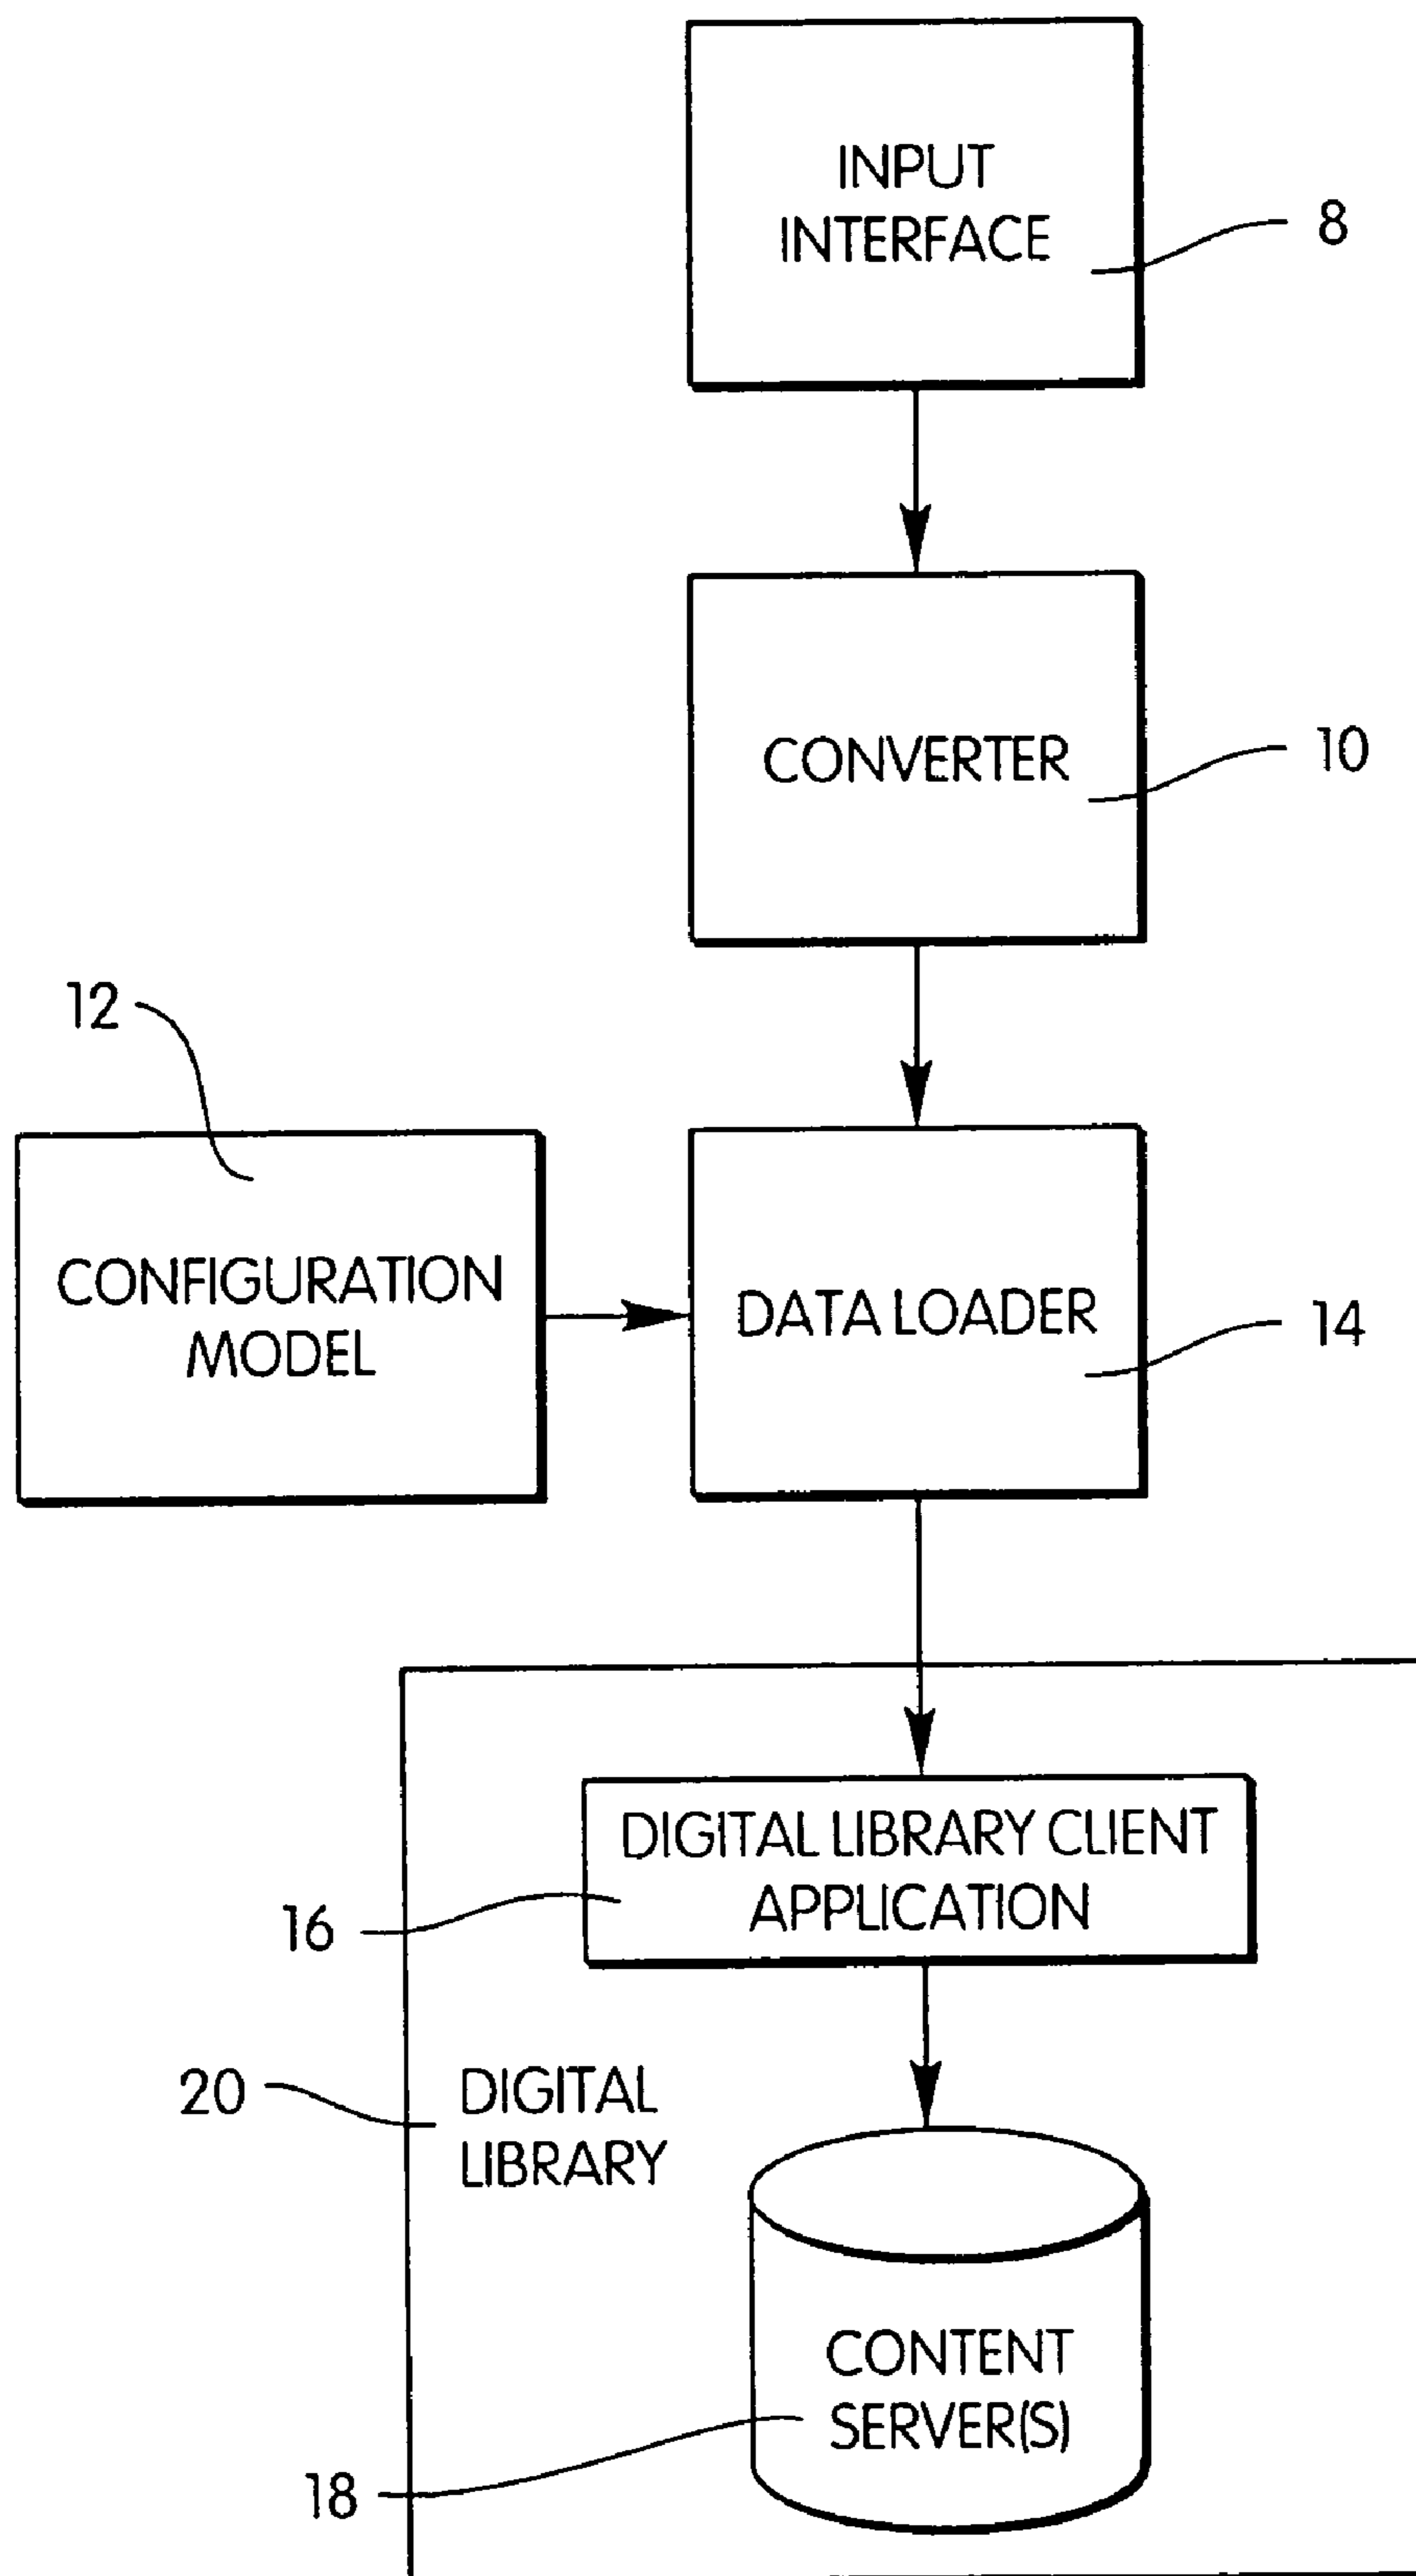 INPUT
INTERFACE
8
CONVERTER
10
12
CONFIGURATION
MODEL
DATA LOADER
14
DIGITAL LIBRARY CLIENT
APPLICATION
16
20
DIGITAL
LIBRARY
CONTENT
SERVER(S)
18